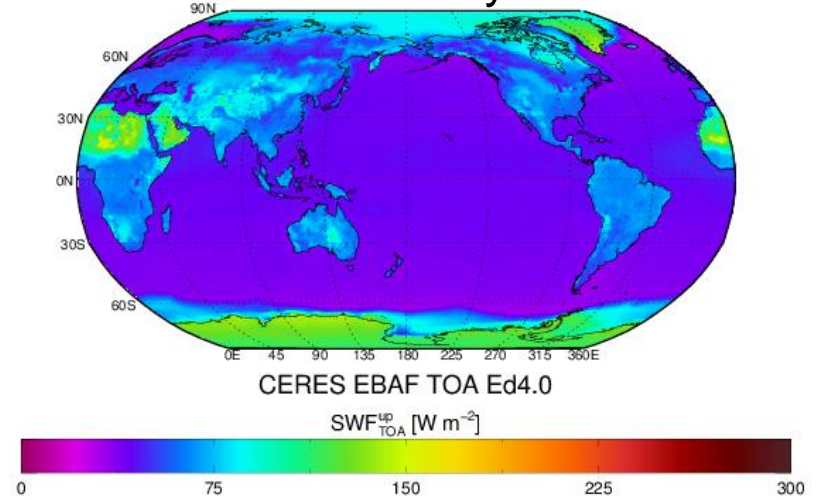 90N
60N
30N
0N
30S
60S
0E 45 90 135 180 225 270 315 360E
CERES EBAF TOA Ed4.0
SWF^up_TOA [W m^−2]
0 75 150 225 300